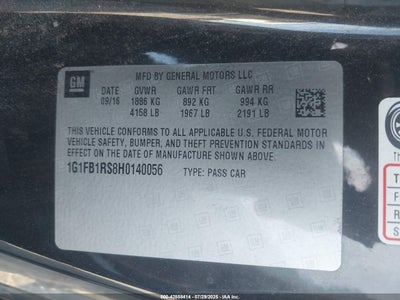 GM
MFD BY GENERAL MOTORS LLC
DATE GVWR GAWR FRT GAWR RR
09/16 1886 KG 892 KG 994 KG
4158 LB 1967 LB 2191 LB
THIS VEHICLE CONFORMS TO ALL APPLICABLE U.S. FEDERAL MOTOR
VEHICLE SAFETY, BUMPER, AND THEFT PREVENTION STANDARDS IN
EFFECT ON THE DATE OF MANUFACTURE SHOWN ABOVE.
1G1FB1RS8H0140056 TYPE: PASS CAR
T
F
R
S
000-42658414 - 07/29/2025 - IAA, Inc.